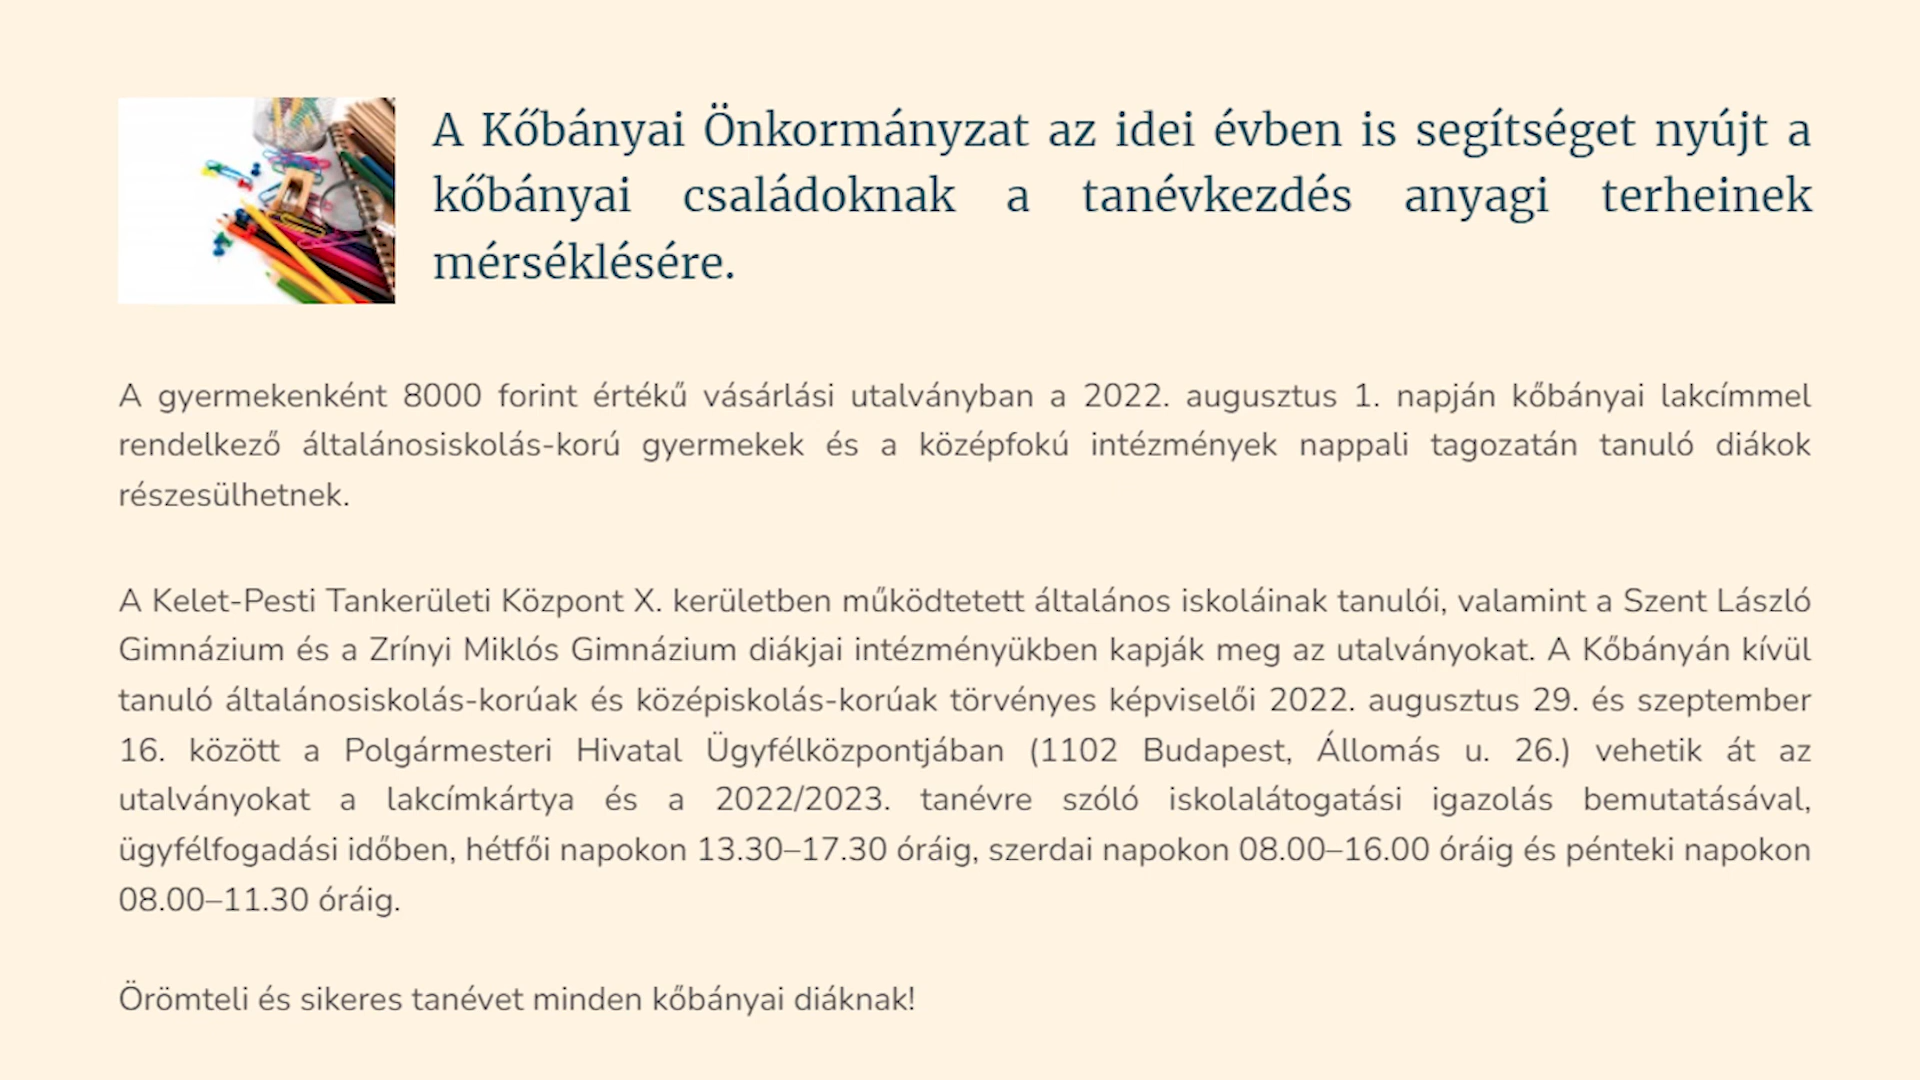 A Kőbányai Önkormányzat az idei évben is segítséget nyújt a
kőbányai családoknak a tanévkezdés anyagi terheinek
mérséklésére.
A gyermekenként 8000 forint értékű vásárlási utalványban a 2022. augusztus 1. napján kőbányai lakcímmel
rendelkező általánosiskolás-korú gyermekek és a középfokú intézmények nappali tagozatán tanuló diákok
részesülhetnek.
A Kelet-Pesti Tankerületi Központ X. kerületben működtetett általános iskoláinak tanulói, valamint a Szent László
Gimnázium és a Zrínyi Miklós Gimnázium diákjai intézményükben kapják meg az utalványokat. A Kőbányán kívül
tanuló általánosiskolás-korúak és középiskolás-korúak törvényes képviselői 2022. augusztus 29. és szeptember
16. között a Polgármesteri Hivatal Ügyfélközpontjában (1102 Budapest, Állomás u. 26.) vehetik át az
utalványokat a lakcímkártya és a 2022/2023. tanévre szóló iskolalátogatási igazolás bemutatásával,
ügyfélfogadási időben, hétfői napokon 13.30–17.30 óráig, szerdai napokon 08.00–16.00 óráig és pénteki napokon
08.00–11.30 óráig.
Örömteli és sikeres tanévet minden kőbányai diáknak!